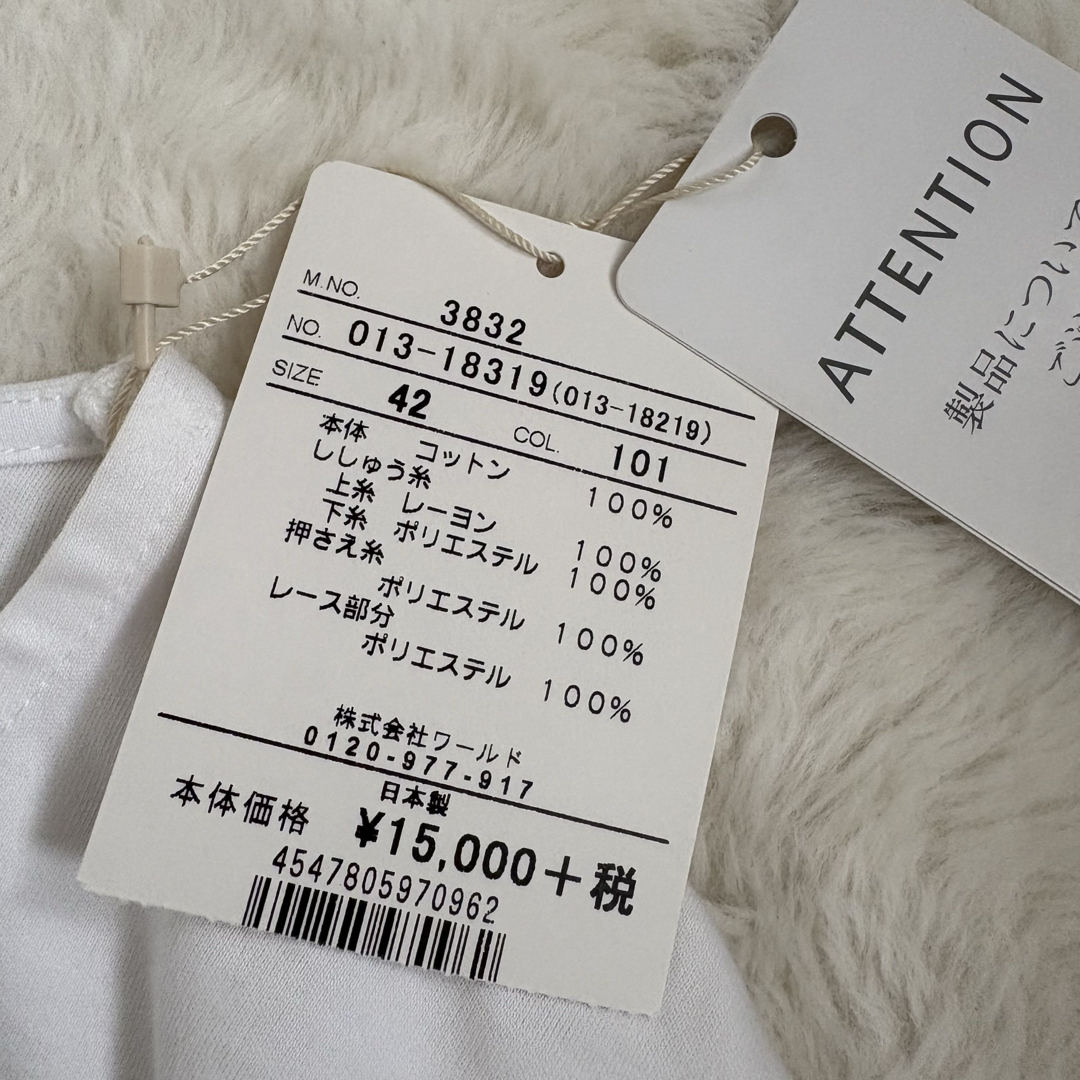 M.NO. 3832
NO. 013-18319(013-18219)
SIZE 42 COL. 101
本体 コットン 100%
ししゅう糸
上糸 レーヨン 100%
下糸 ポリエステル 100%
押さえ糸
ポリエステル 100%
レース部分
ポリエステル 100%
株式会社ワールド
0120-977-917
日本製
本体価格 ¥15,000+税
4547805970962
ATTENTION
製品について